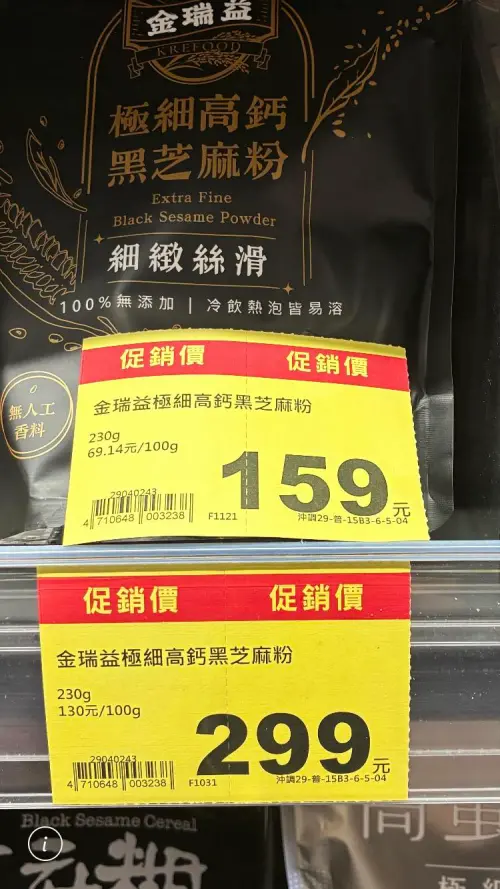 金瑞益
KREFOOD
極細高鈣
黑芝麻粉
Extra Fine
Black Sesame Powder
細緻絲滑
100%無添加 | 冷飲熱泡皆易溶
無人工
香料
促銷價 促銷價
金瑞益極細高鈣黑芝麻粉
230g
69.14元/100g
159元
29040243
4 710648 003238
F1121
沖調29-普-15B3-6-5-04
促銷價 促銷價
金瑞益極細高鈣黑芝麻粉
230g
130元/100g
299元
29040243
4 710648 003238
F1031
沖調29-普-15B3-6-5-04
Black Sesame Cereal